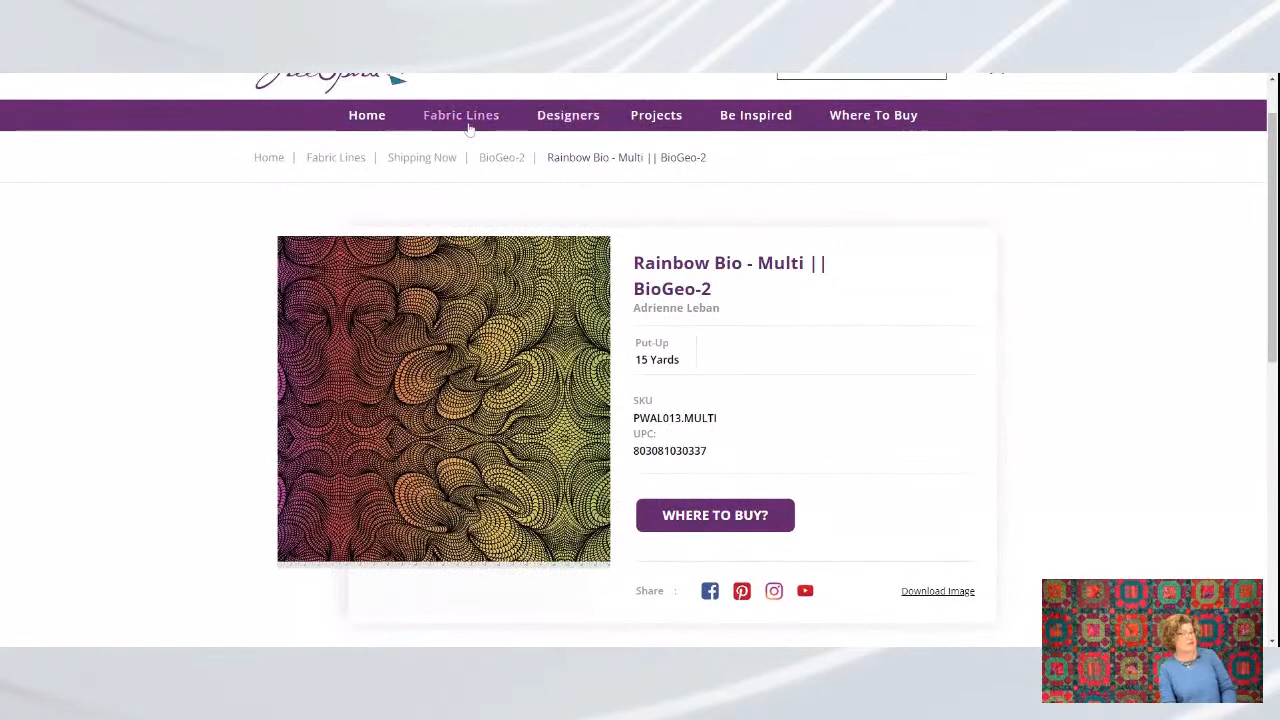 Home Fabric Lines Designers Projects Be Inspired Where To Buy
Home | Fabric Lines | Shipping Now | BioGeo-2 | Rainbow Bio - Multi || BioGeo-2
Rainbow Bio - Multi ||
BioGeo-2
Adrienne Leban
Put-Up
15 Yards
SKU
PWAL013.MULTI
UPC:
803081030337
WHERE TO BUY?
Share :
Download Image